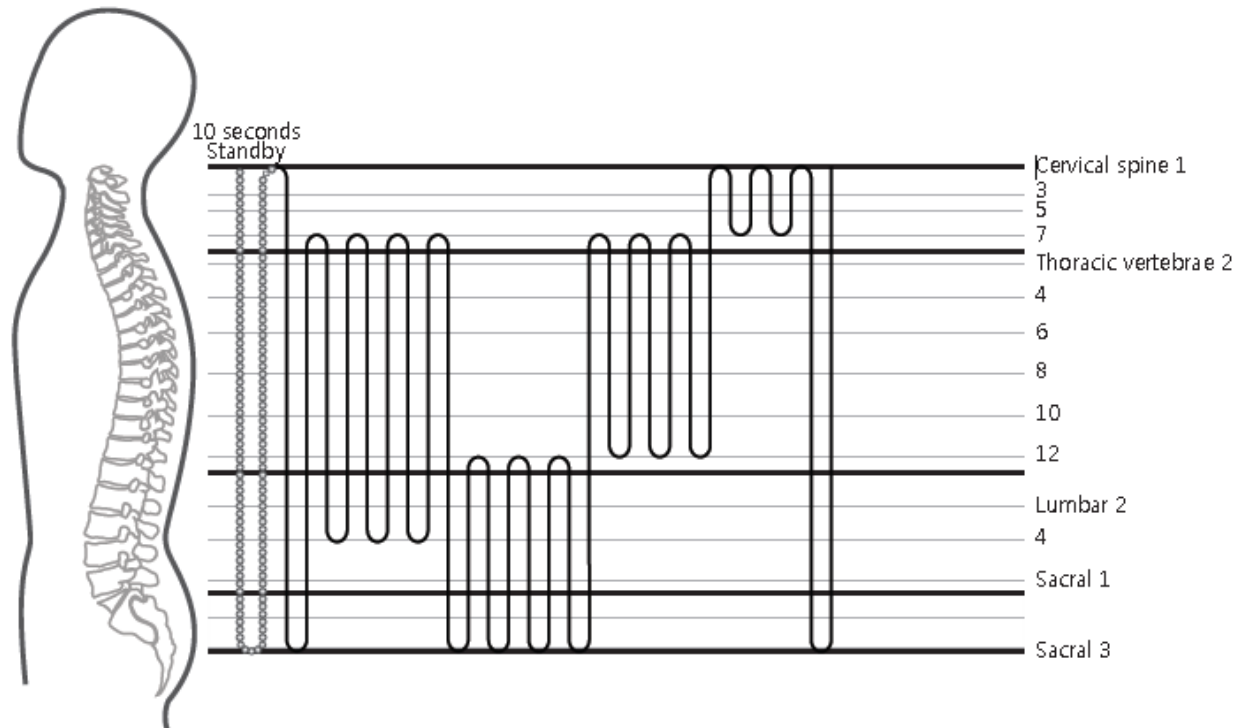 10 seconds
Standby
Cervical spine 1
3
5
7
Thoracic vertebrae 2
4
6
8
10
12
Lumbar 2
4
Sacral 1
Sacral 3